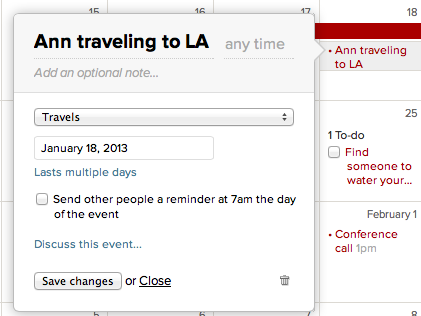 15
16
17
18
Ann traveling to LA any time
Add an optional note...
Travels
January 18, 2013
Lasts multiple days
Send other people a reminder at 7am the day
of the event
Discuss this event...
Save changes or Close
• Ann traveling
to LA
25
1 To-do
Find
someone to
water your...
February 1
• Conference
call 1pm